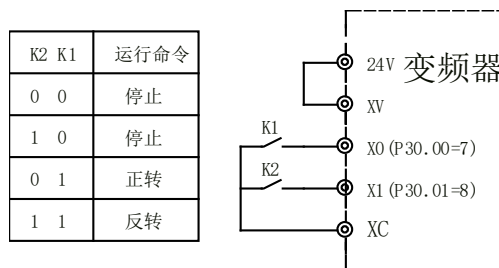 K2 K1 运行命令
0 0 停止
1 0 停止
0 1 正转
1 1 反转
24V 变频器
XV
K1
X0(P30.00=7)
K2
X1(P30.01=8)
XC